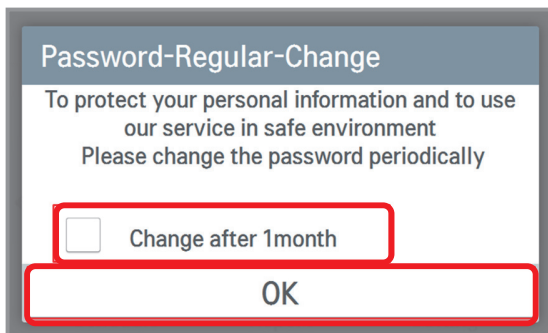 Password-Regular-Change
To protect your personal information and to use
our service in safe environment
Please change the password periodically
Change after 1month
OK